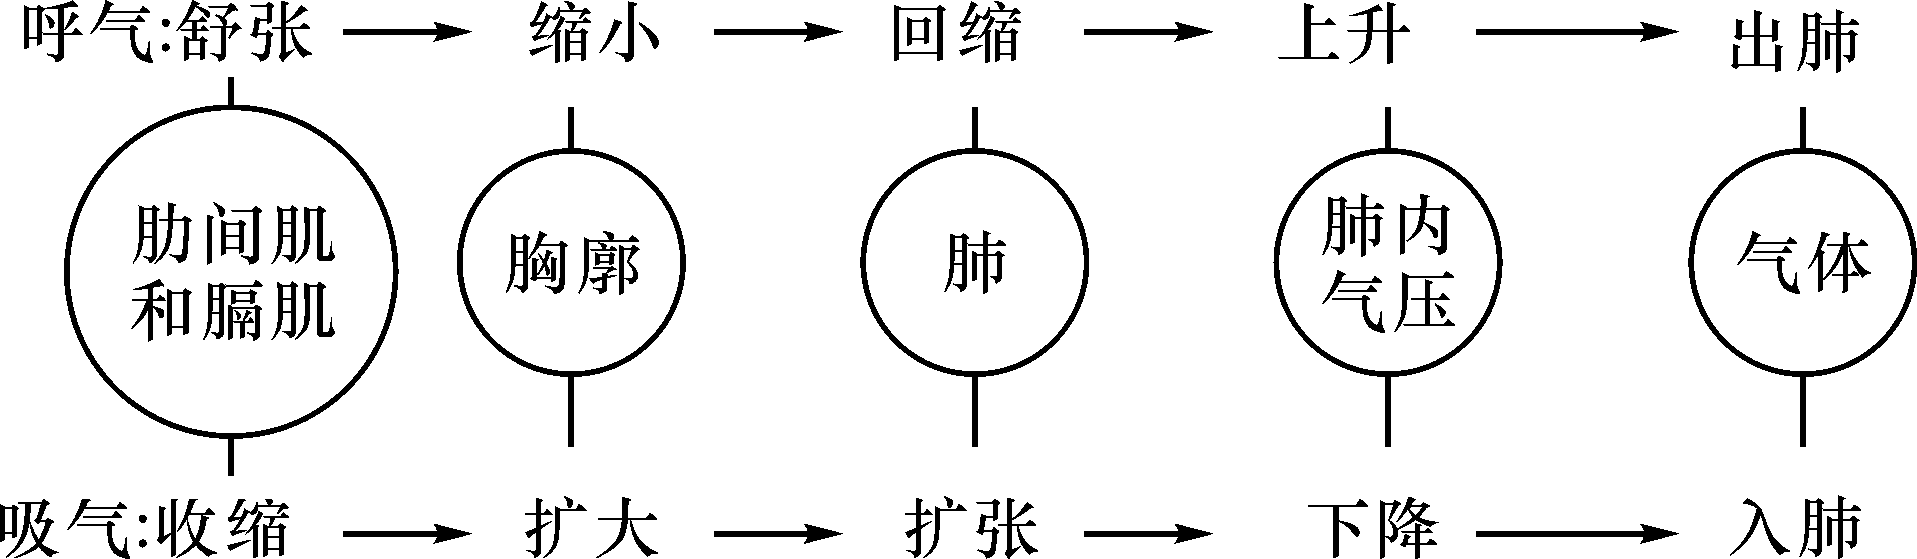 呼气:舒张 缩小 回缩 上升 出肺
肋间肌
和膈肌
胸廓
肺
肺内
气压
气体
吸气:收缩 扩大 扩张 下降 入肺